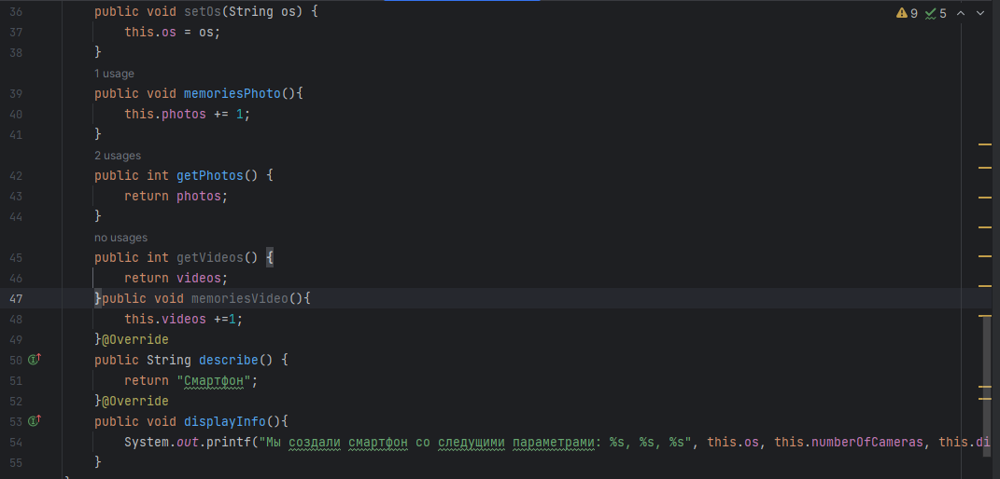 9 5
36 public void setOs(String os) {
37 this.os = os;
38 }
1 usage
39 public void memoriesPhoto(){
40 this.photos += 1;
41 }
2 usages
42 public int getPhotos() {
43 return photos;
44 }
no usages
45 public int getVideos() {
46 return videos;
47 }public void memoriesVideo(){
48 this.videos +=1;
49 }@Override
50 public String describe() {
51 return "Смартфон";
52 }@Override
53 public void displayInfo(){
54 System.out.printf("Мы создали смартфон со следущими параметрами: %s, %s, %s", this.os, this.numberOfCameras, this.di
55 }